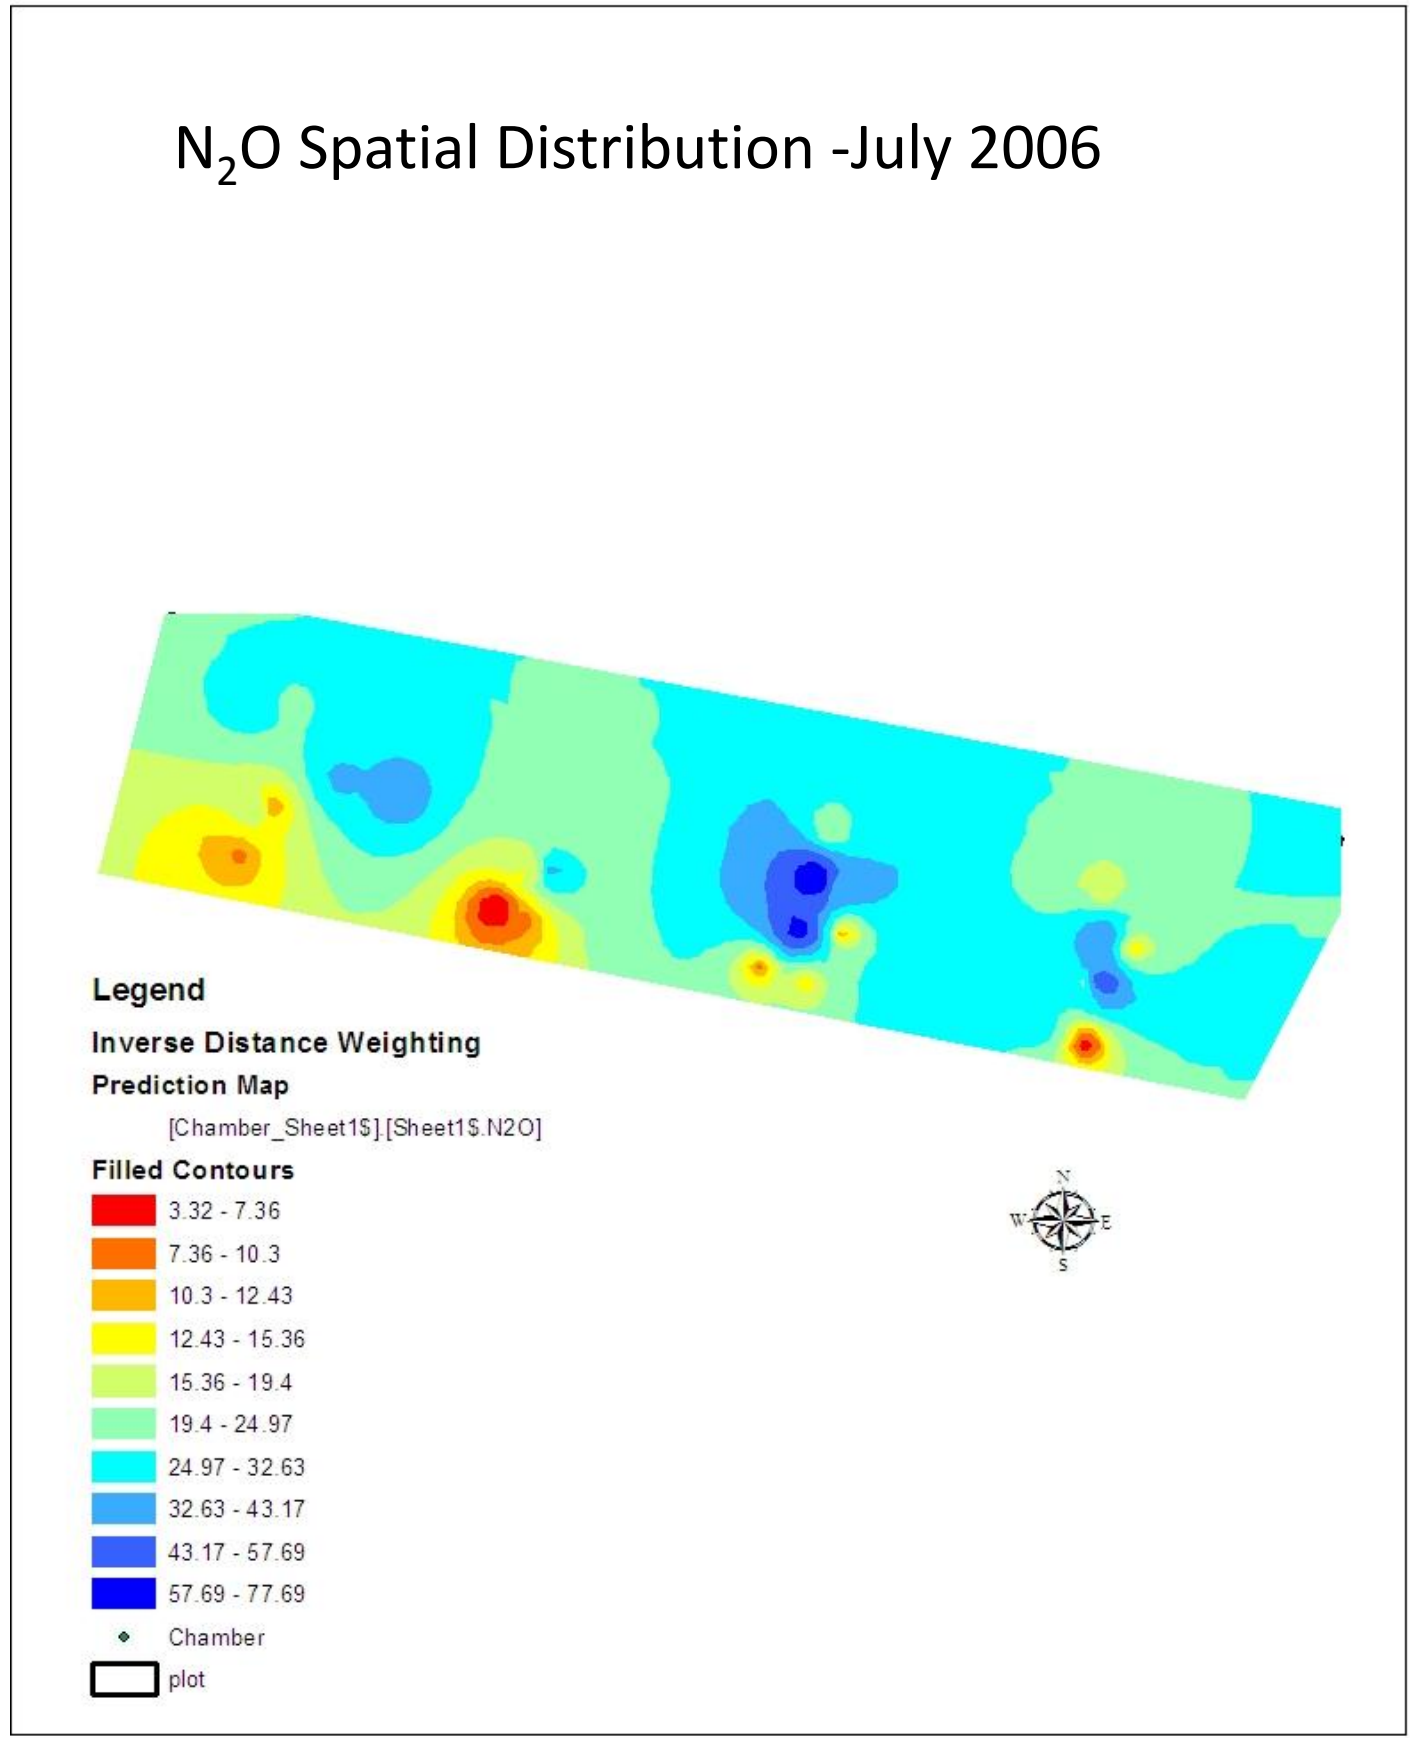 N₂O Spatial Distribution -July 2006
Legend
Inverse Distance Weighting
Prediction Map
[Chamber_Sheet1$].[Sheet1$.N2O]
Filled Contours
3.32 - 7.36
7.36 - 10.3
10.3 - 12.43
12.43 - 15.36
15.36 - 19.4
19.4 - 24.97
24.97 - 32.63
32.63 - 43.17
43.17 - 57.69
57.69 - 77.69
Chamber
plot
N
W E
S